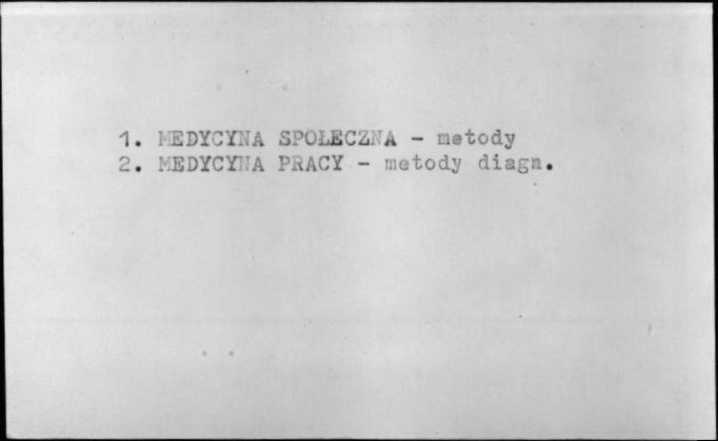 1. MEDYCYNA SPOŁECZNA - metody
2. MEDYCYNA PRACY - metody diagn.